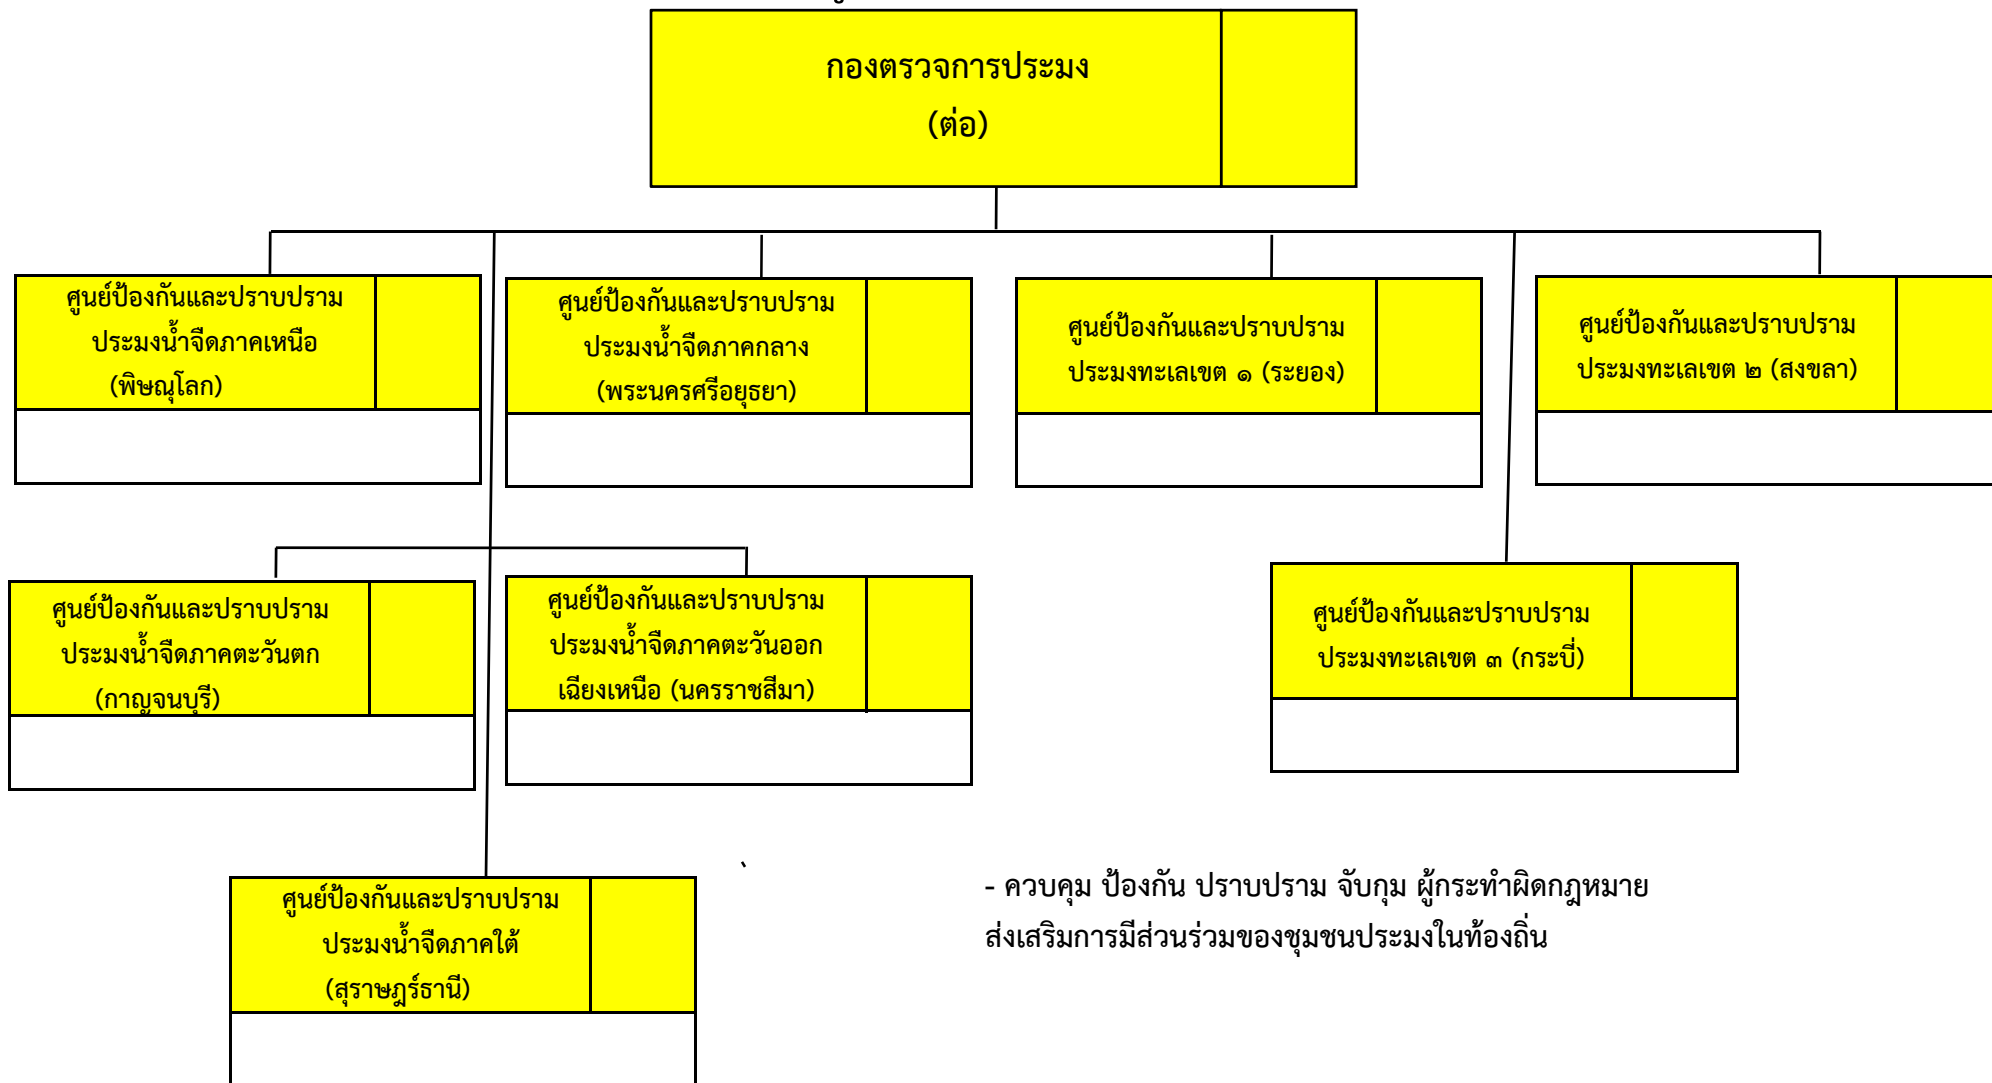 กองตรวจการประมง
(ต่อ)
ศูนย์ป้องกันและปราบปราม
ประมงน้ำจืดภาคเหนือ
(พิษณุโลก)
ศูนย์ป้องกันและปราบปราม
ประมงน้ำจืดภาคกลาง
(พระนครศรีอยุธยา)
ศูนย์ป้องกันและปราบปราม
ประมงทะเลเขต ๑ (ระยอง)
ศูนย์ป้องกันและปราบปราม
ประมงทะเลเขต ๒ (สงขลา)
ศูนย์ป้องกันและปราบปราม
ประมงน้ำจืดภาคตะวันตก
(กาญจนบุรี)
ศูนย์ป้องกันและปราบปราม
ประมงน้ำจืดภาคตะวันออก
เฉียงเหนือ (นครราชสีมา)
ศูนย์ป้องกันและปราบปราม
ประมงทะเลเขต ๓ (กระบี่)
ศูนย์ป้องกันและปราบปราม
ประมงน้ำจืดภาคใต้
(สุราษฎร์ธานี)
- ควบคุม ป้องกัน ปราบปราม จับกุม ผู้กระทำผิดกฎหมาย
ส่งเสริมการมีส่วนร่วมของชุมชนประมงในท้องถิ่น